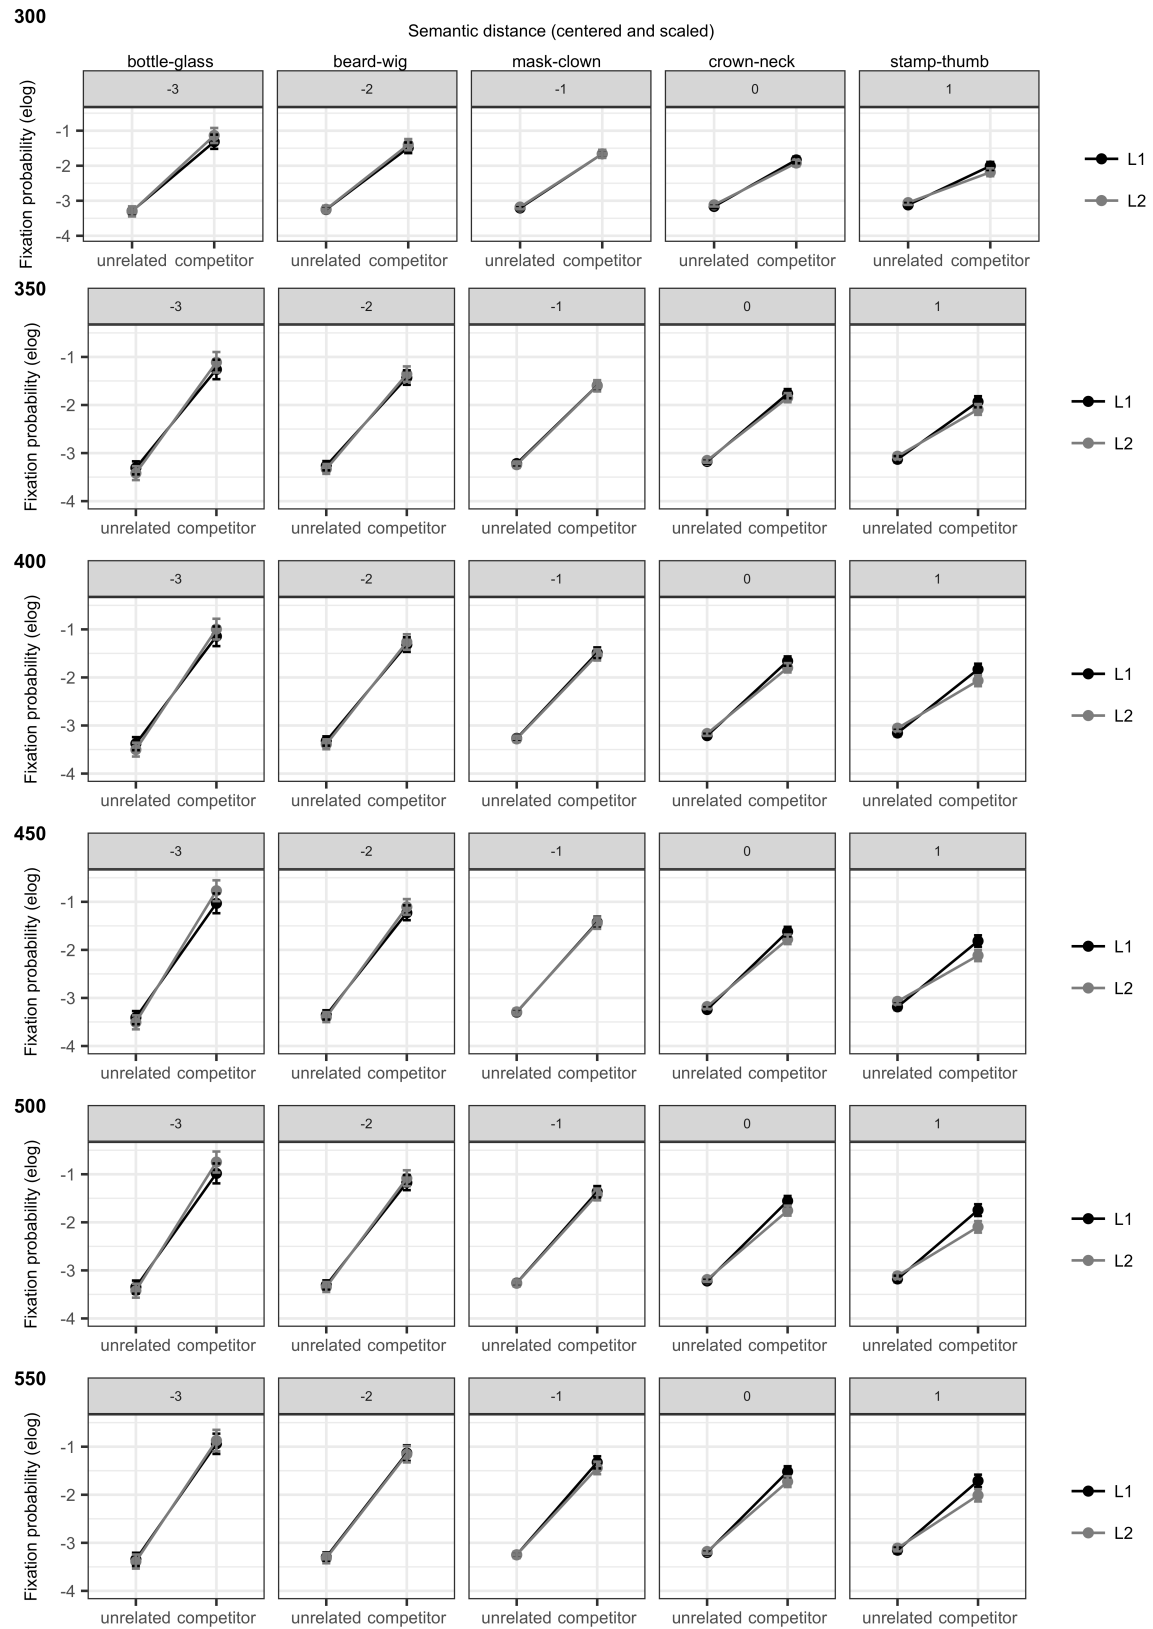 300
Semantic distance (centered and scaled)
bottle-glass beard-wig mask-clown crown-neck stamp-thumb
-3 -2 -1 0 1
Fixation probability (elog)
-1
-2
-3
-4
unrelated competitor unrelated competitor unrelated competitor unrelated competitor unrelated competitor
L1
L2
350
-3 -2 -1 0 1
Fixation probability (elog)
-1
-2
-3
-4
unrelated competitor unrelated competitor unrelated competitor unrelated competitor unrelated competitor
L1
L2
400
-3 -2 -1 0 1
Fixation probability (elog)
-1
-2
-3
-4
unrelated competitor unrelated competitor unrelated competitor unrelated competitor unrelated competitor
L1
L2
450
-3 -2 -1 0 1
Fixation probability (elog)
-1
-2
-3
-4
unrelated competitor unrelated competitor unrelated competitor unrelated competitor unrelated competitor
L1
L2
500
-3 -2 -1 0 1
Fixation probability (elog)
-1
-2
-3
-4
unrelated competitor unrelated competitor unrelated competitor unrelated competitor unrelated competitor
L1
L2
550
-3 -2 -1 0 1
Fixation probability (elog)
-1
-2
-3
-4
unrelated competitor unrelated competitor unrelated competitor unrelated competitor unrelated competitor
L1
L2